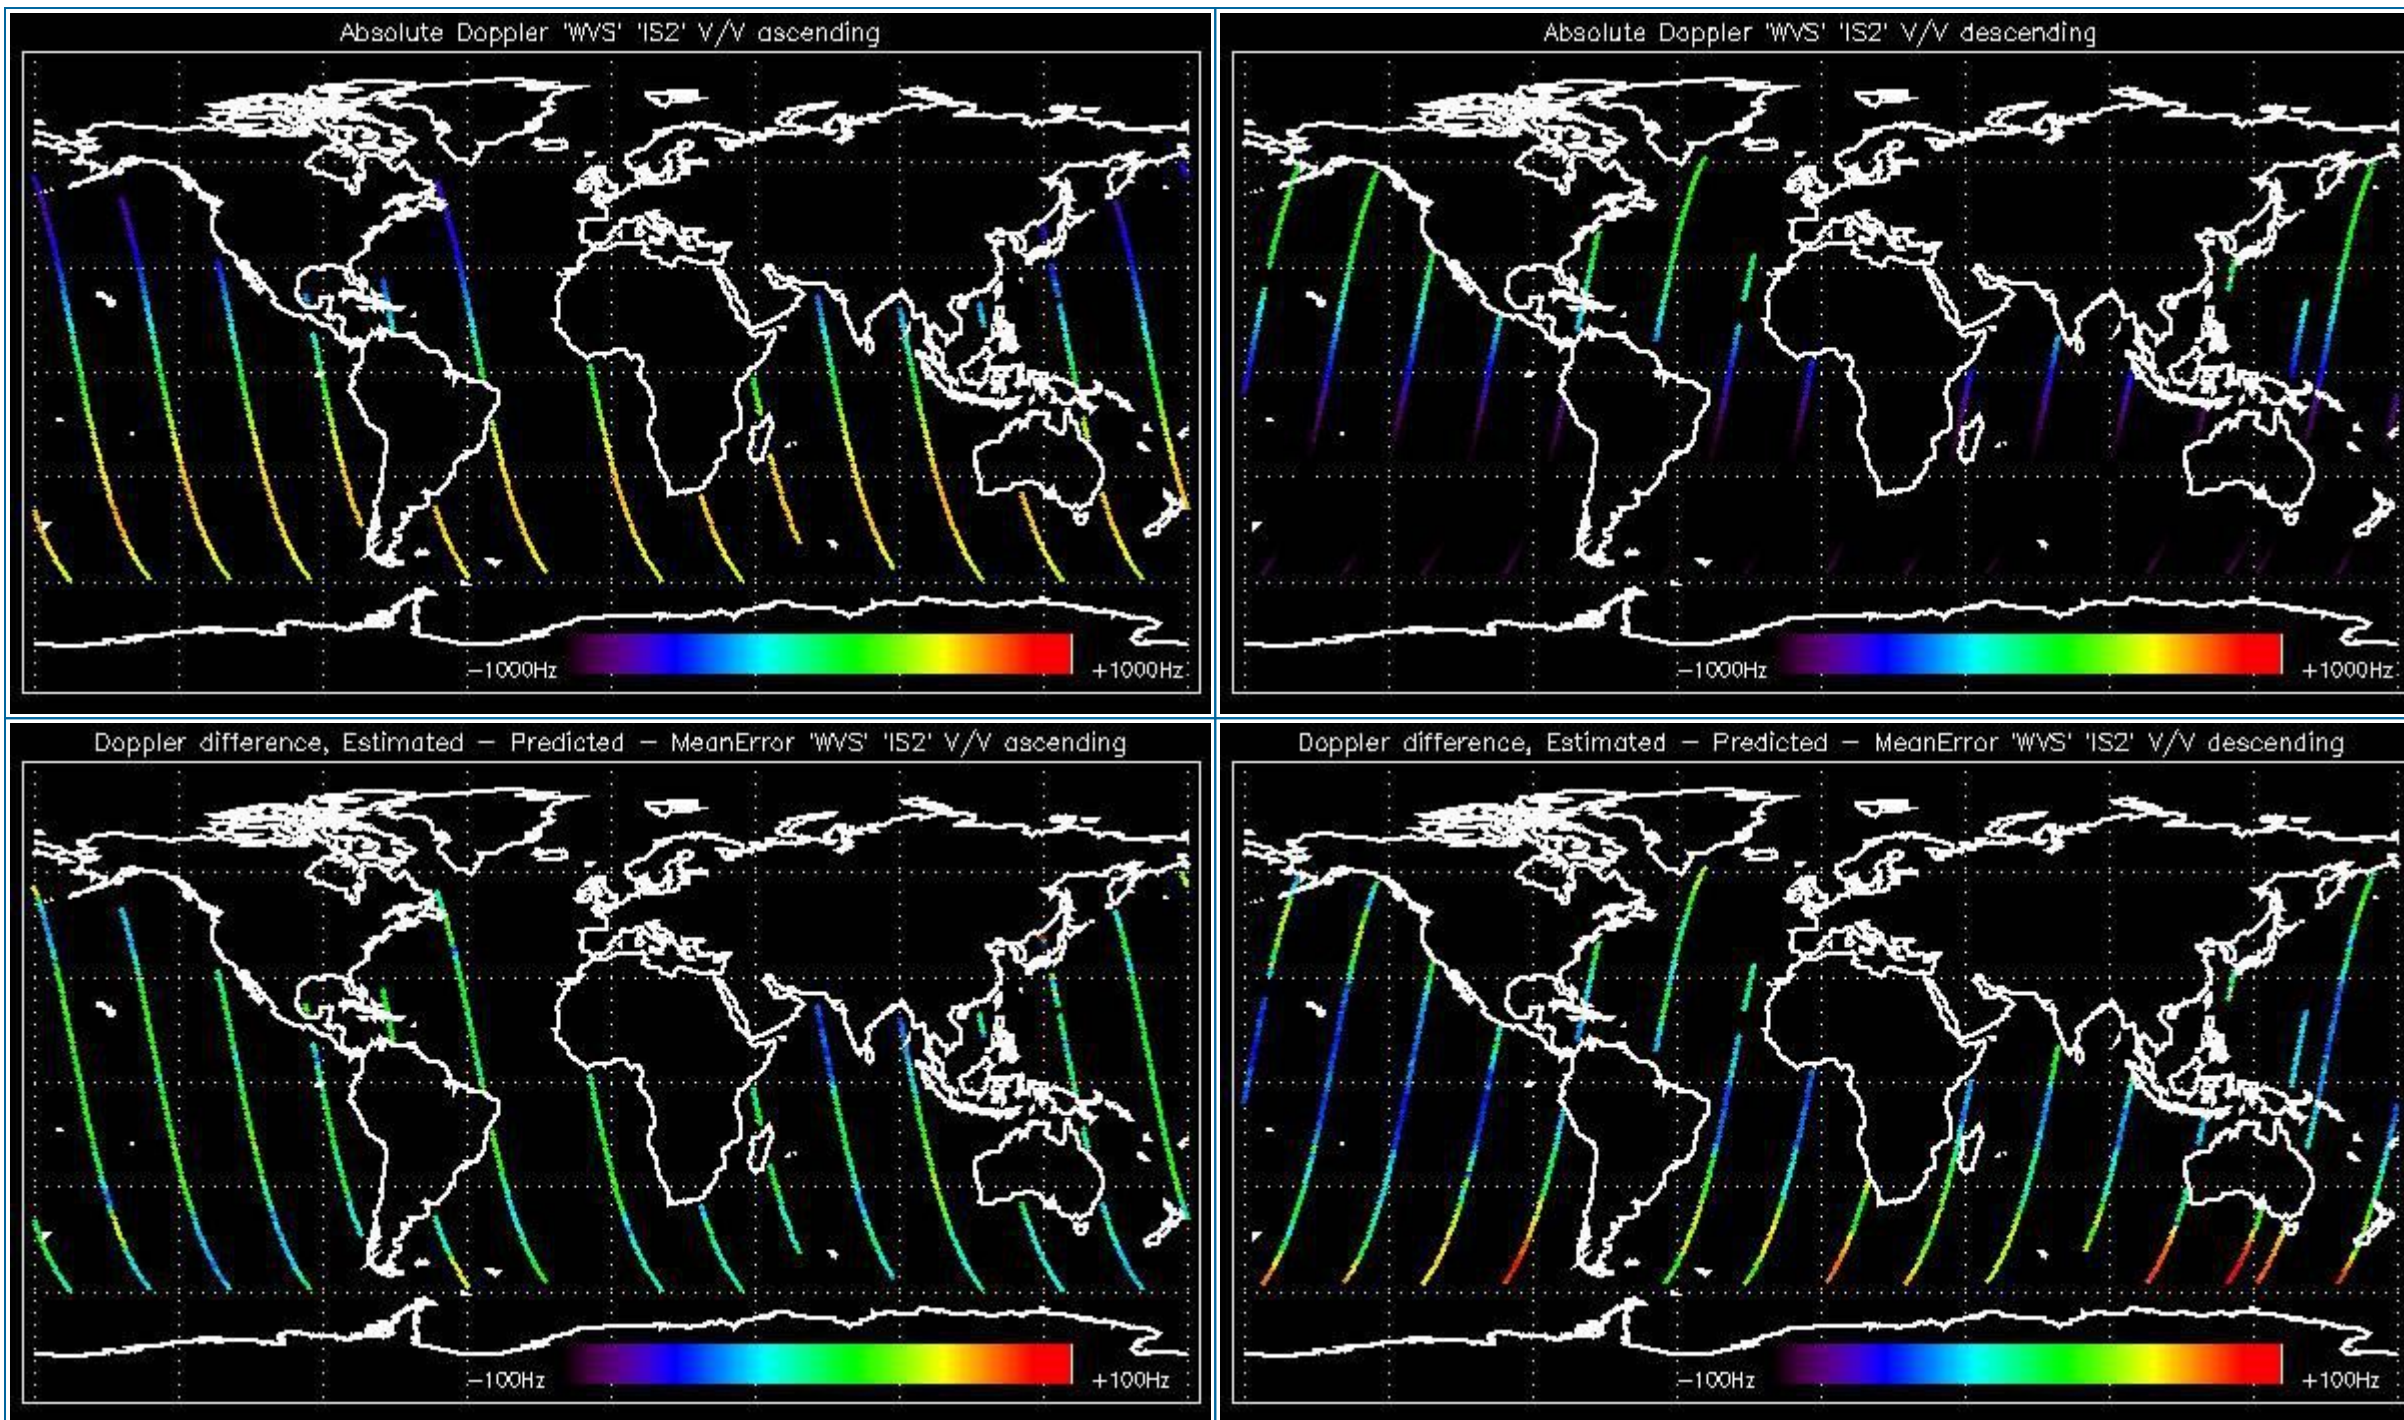 Absolute Doppler 'WVS' 'IS2' V/V ascending
-1000Hz
+1000Hz
Absolute Doppler 'WVS' 'IS2' V/V descending
-1000Hz
+1000Hz
Doppler difference, Estimated - Predicted - MeanError 'WVS' 'IS2' V/V ascending
-100Hz
+100Hz
Doppler difference, Estimated - Predicted - MeanError 'WVS' 'IS2' V/V descending
-100Hz
+100Hz